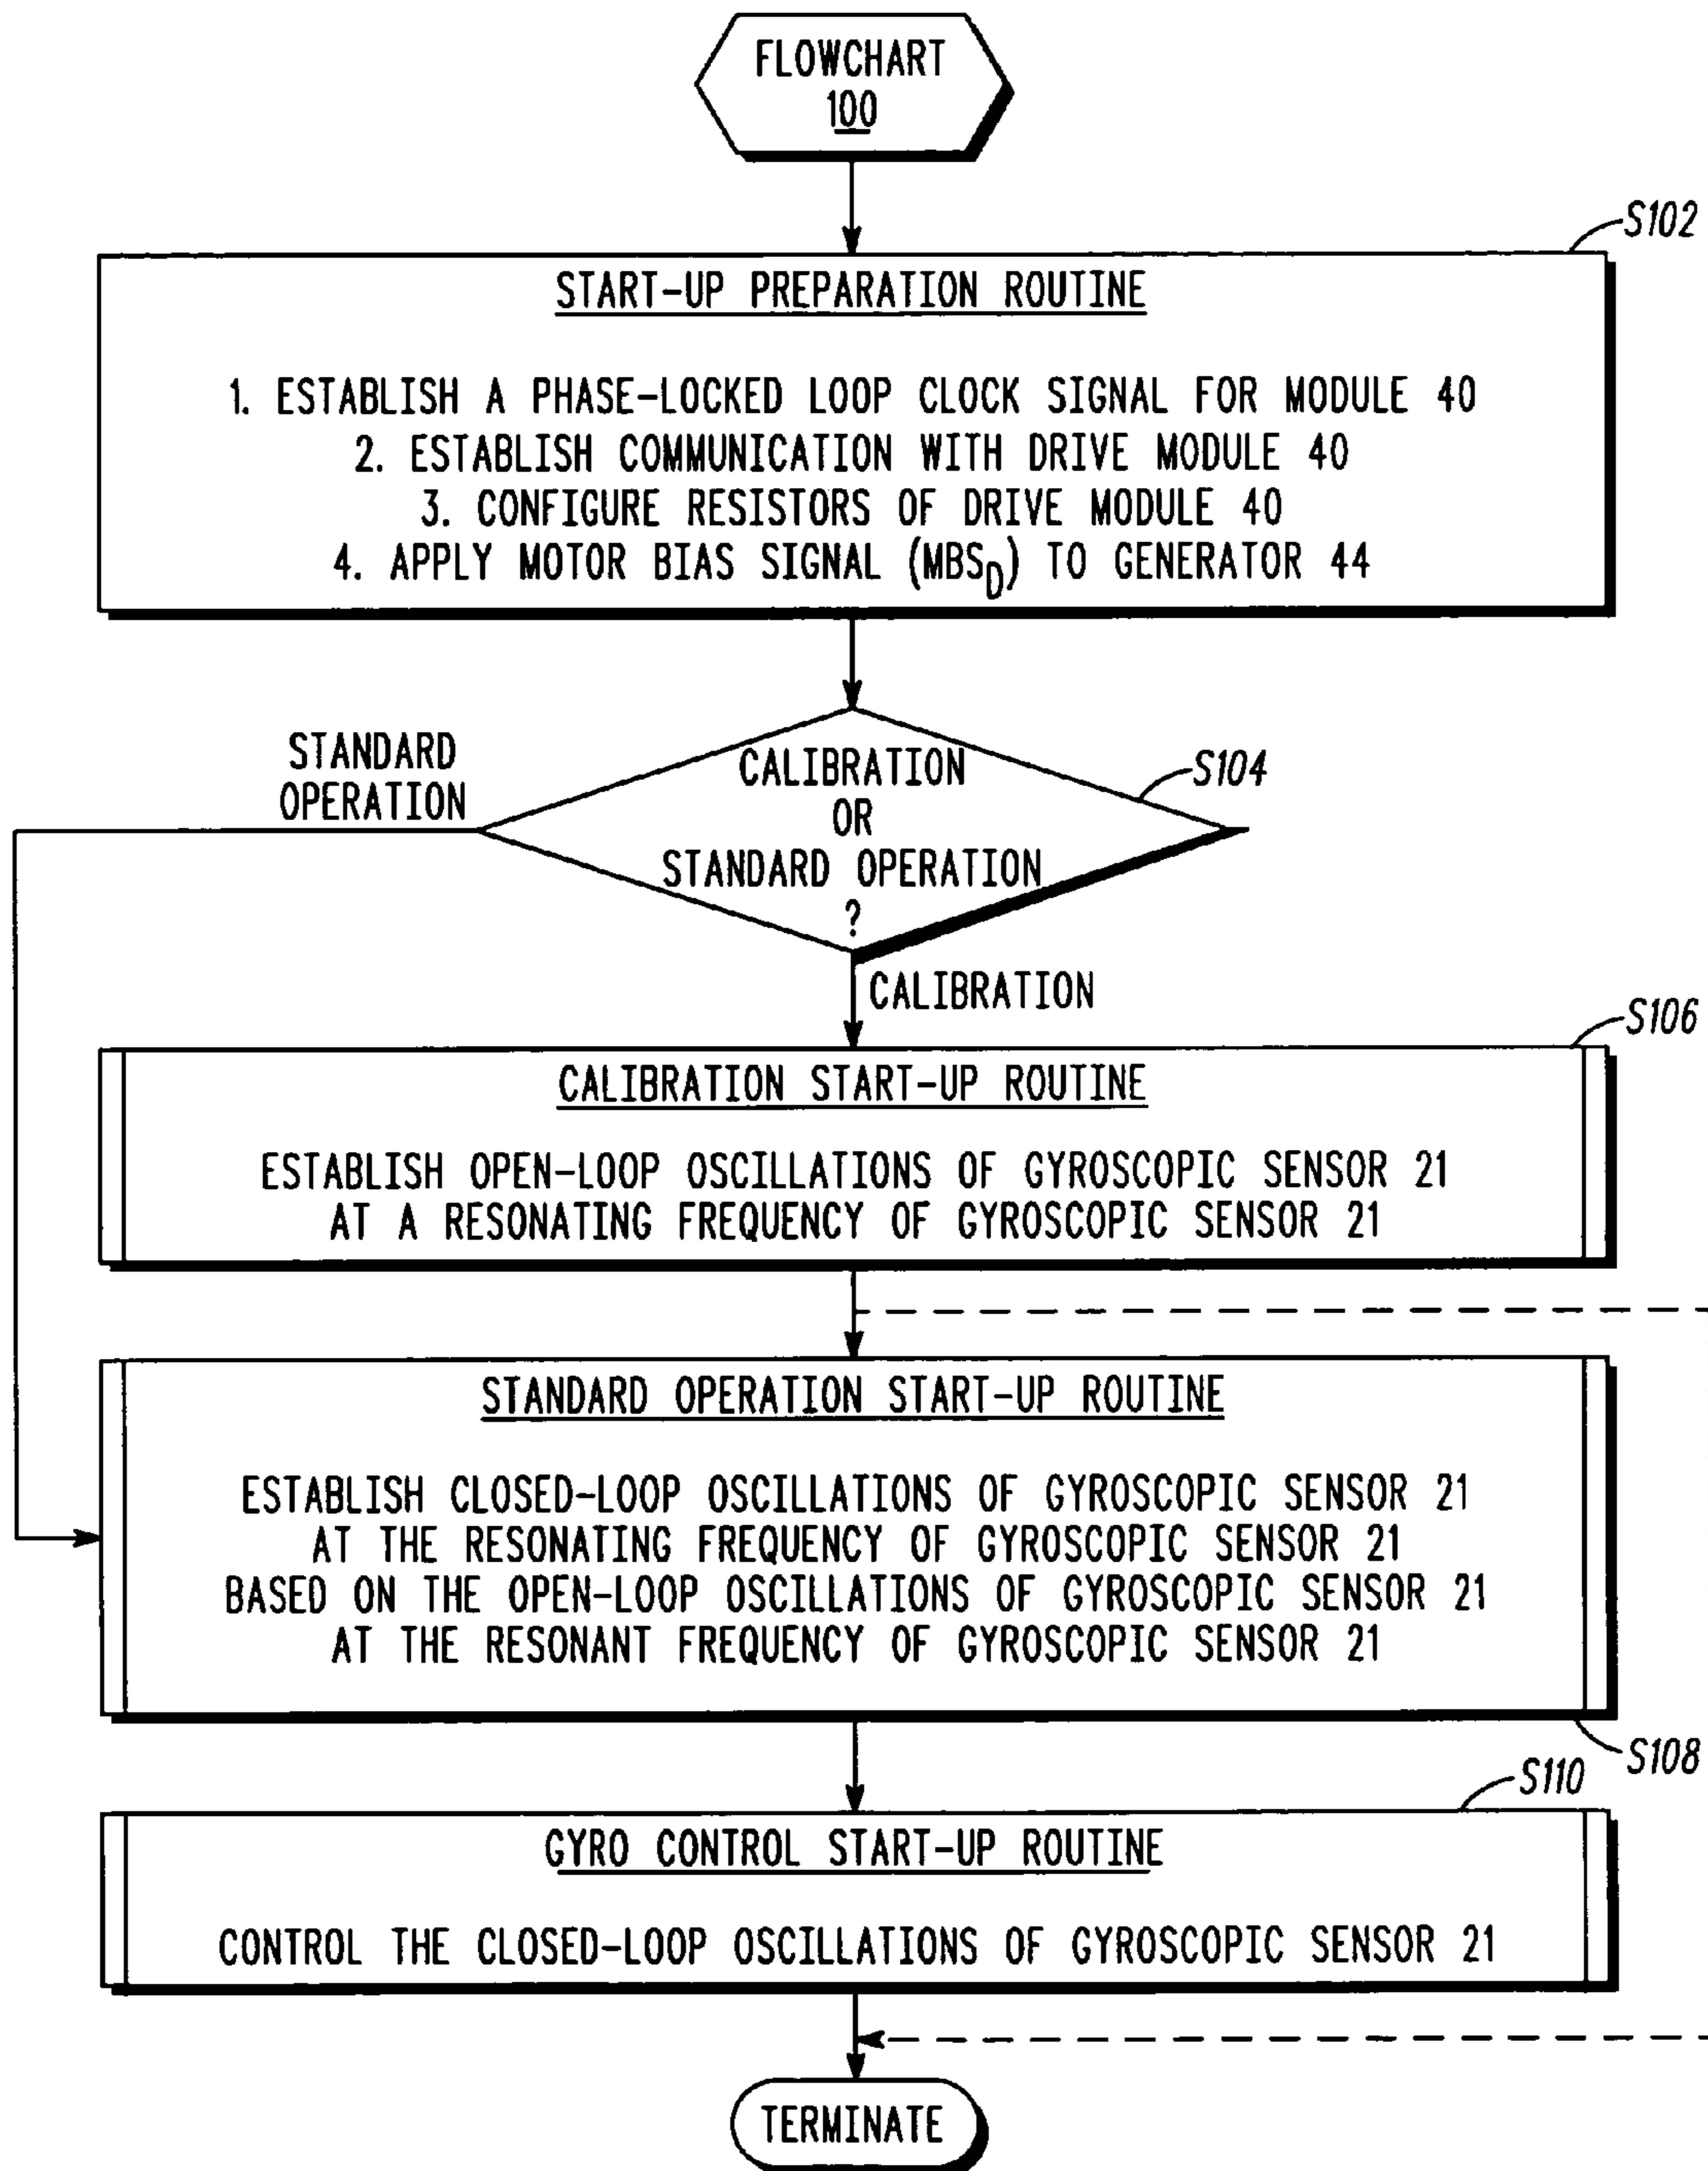 FLOWCHART
100
S102
START-UP PREPARATION ROUTINE
1. ESTABLISH A PHASE-LOCKED LOOP CLOCK SIGNAL FOR MODULE 40
2. ESTABLISH COMMUNICATION WITH DRIVE MODULE 40
3. CONFIGURE RESISTORS OF DRIVE MODULE 40
4. APPLY MOTOR BIAS SIGNAL (MBSD) TO GENERATOR 44
STANDARD
OPERATION
CALIBRATION
OR
STANDARD OPERATION
?
S104
CALIBRATION
S106
CALIBRATION START-UP ROUTINE
ESTABLISH OPEN-LOOP OSCILLATIONS OF GYROSCOPIC SENSOR 21
AT A RESONATING FREQUENCY OF GYROSCOPIC SENSOR 21
STANDARD OPERATION START-UP ROUTINE
ESTABLISH CLOSED-LOOP OSCILLATIONS OF GYROSCOPIC SENSOR 21
AT THE RESONATING FREQUENCY OF GYROSCOPIC SENSOR 21
BASED ON THE OPEN-LOOP OSCILLATIONS OF GYROSCOPIC SENSOR 21
AT THE RESONANT FREQUENCY OF GYROSCOPIC SENSOR 21
S108
S110
GYRO CONTROL START-UP ROUTINE
CONTROL THE CLOSED-LOOP OSCILLATIONS OF GYROSCOPIC SENSOR 21
TERMINATE